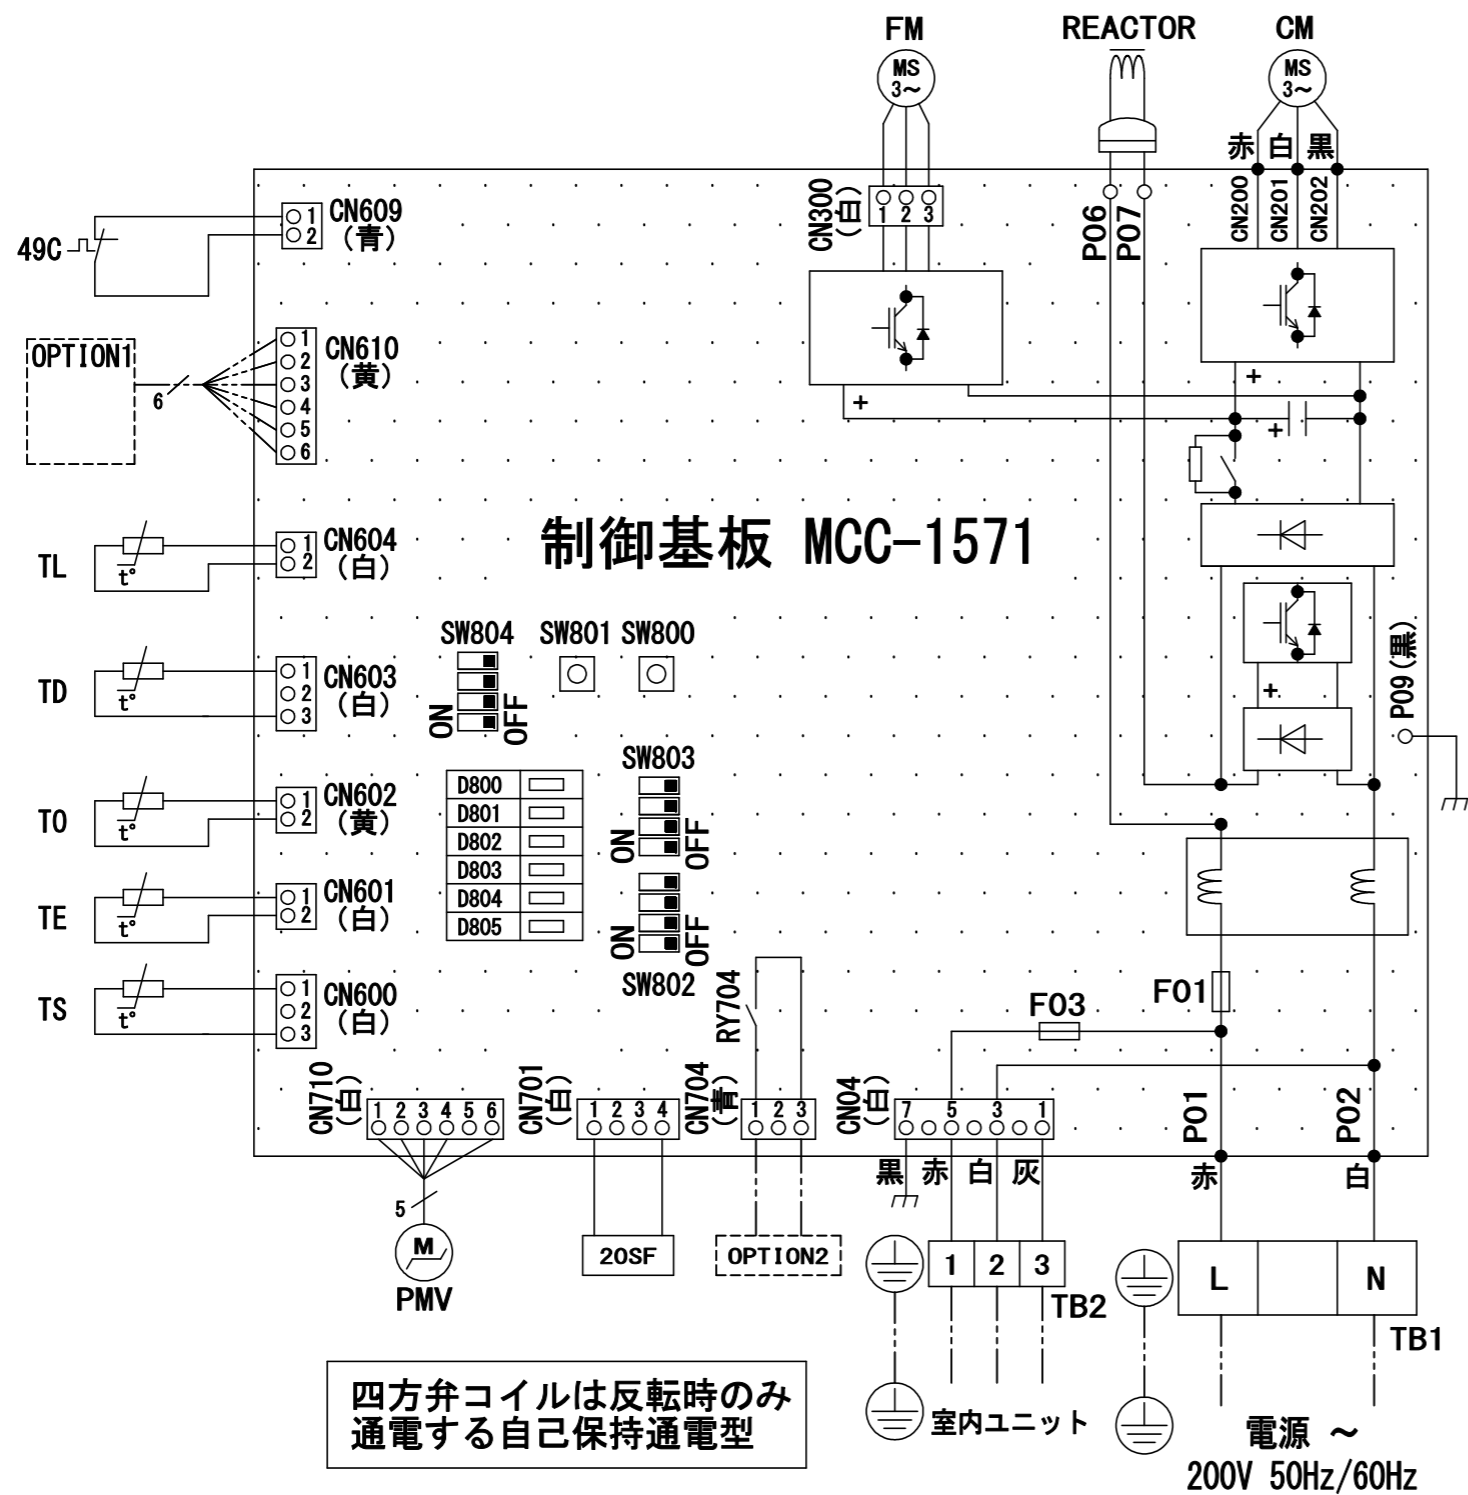 FM
REACTOR
CM
MS
3～
MS
3～
赤 白 黒
CN300
（白）
1 2 3
P06
P07
CN200
CN201
CN202
49C
1
2
CN609
（青）
OPTION1
6
1
2
3
4
5
6
CN610
（黄）
+
+
+
制御基板 MCC-1571
TL
t°
1
2
CN604
（白）
TD
t°
1
2
3
CN603
（白）
SW804
ON
OFF
SW801
SW800
+
P09（黒）
TO
t°
1
2
CN602
（黄）
D800
D801
D802
D803
D804
D805
SW803
ON
OFF
ON
OFF
SW802
TE
t°
1
2
CN601
（白）
TS
t°
1
2
3
CN600
（白）
RY704
F03
F01
CN710
（白）
1 2 3 4 5 6
CN701
（白）
1 2 3 4
CN704
（青）
1 2 3
CN04
（白）
7 5 3 1
P01
P02
黒 赤 白 灰
赤
白
5
M
PMV
20SF
OPTION2
1 2 3
TB2
L
N
TB1
四方弁コイルは反転時のみ
通電する自己保持通電型
室内ユニット
電源 ～
200V 50Hz/60Hz